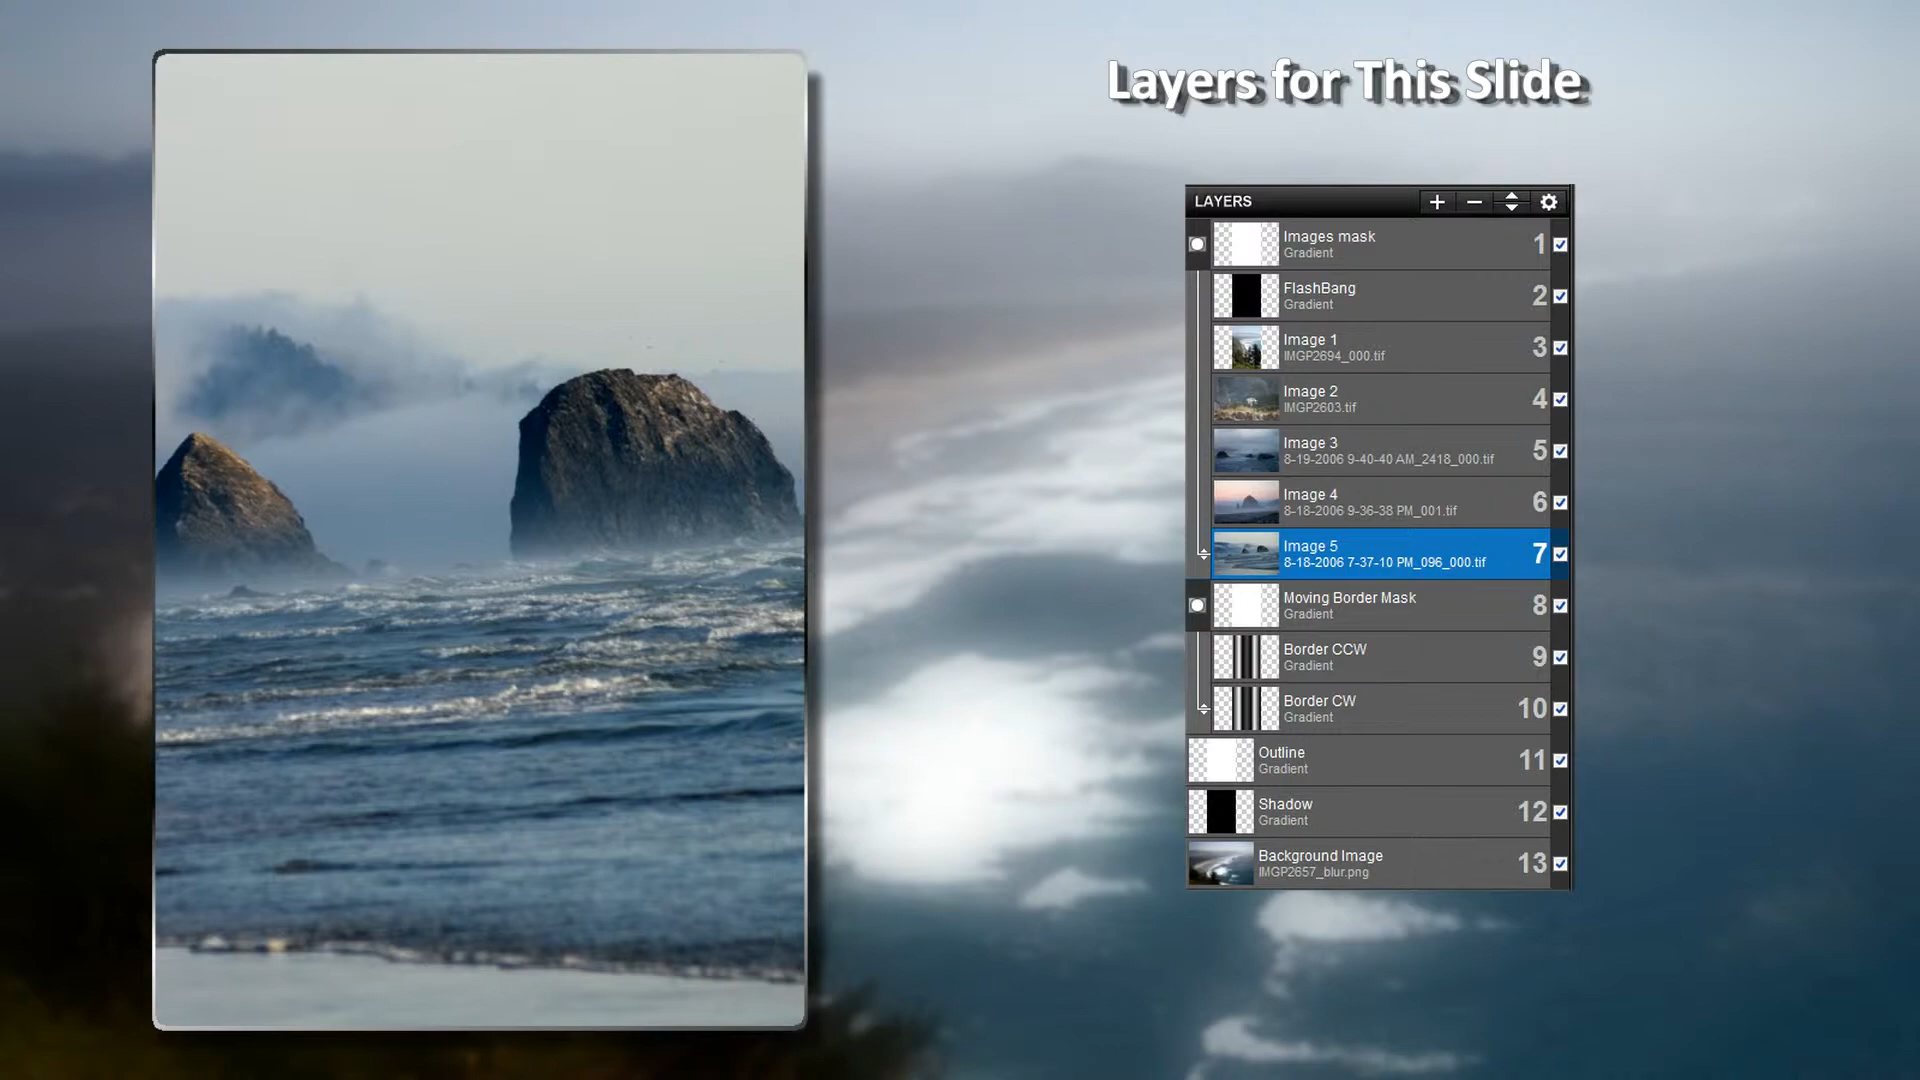 Layers for This Slide
LAYERS
Images mask
Gradient
1
FlashBang
Gradient
2
Image 1
IMGP2694_000.tif
3
Image 2
IMGP2603.tif
4
Image 3
8-19-2006 9-40-40 AM_2418_000.tif
5
Image 4
8-18-2006 9-36-38 PM_001.tif
6
Image 5
8-18-2006 7-37-10 PM_096_000.tif
7
Moving Border Mask
Gradient
8
Border CCW
Gradient
9
Border CW
Gradient
10
Outline
Gradient
11
Shadow
Gradient
12
Background Image
IMGP2657_blur.png
13